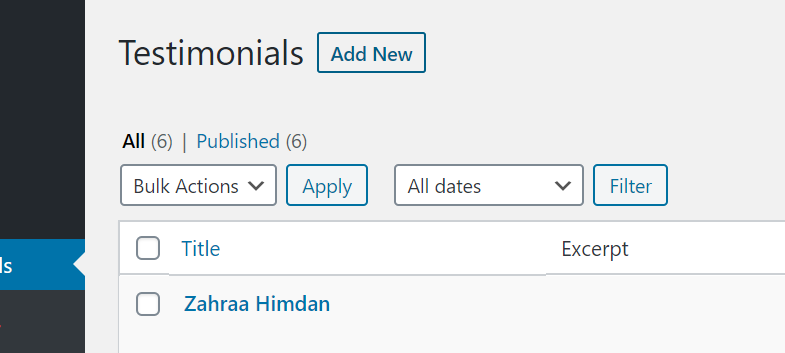 Testimonials Add New
All (6) | Published (6)
Bulk Actions Apply All dates Filter
Title Excerpt
Zahraa Himdan